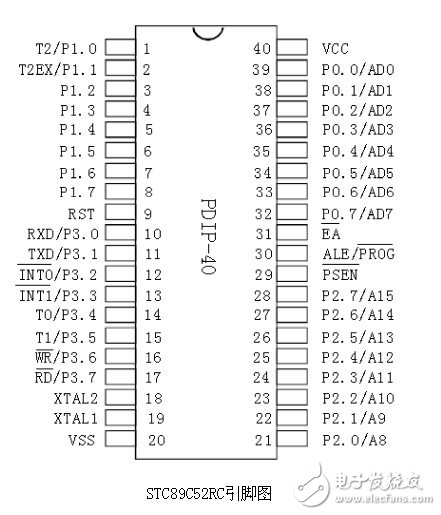 T2/P1.0 1 40 VCC
T2EX/P1.1 2 39 P0.0/AD0
P1.2 3 38 P0.1/AD1
P1.3 4 37 P0.2/AD2
P1.4 5 36 P0.3/AD3
P1.5 6 35 P0.4/AD4
P1.6 7 34 P0.5/AD5
P1.7 8 33 P0.6/AD6
RST 9 32 P0.7/AD7
RXD/P3.0 10 31 EA
TXD/P3.1 11 30 ALE/PROG
INT0/P3.2 12 29 PSEN
INT1/P3.3 13 28 P2.7/A15
T0/P3.4 14 27 P2.6/A14
T1/P3.5 15 26 P2.5/A13
WR/P3.6 16 25 P2.4/A12
RD/P3.7 17 24 P2.3/A11
XTAL2 18 23 P2.2/A10
XTAL1 19 22 P2.1/A9
VSS 20 21 P2.0/A8
PDIP-40
STC89C52RC引脚图
电子发烧友
www.elecfans.com